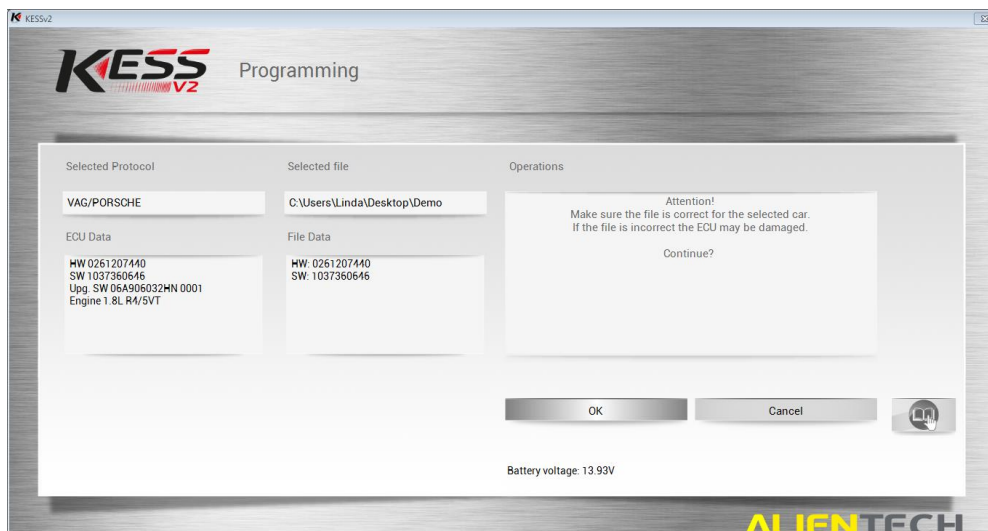 KESSv2
KESS
V2
Programming
Selected Protocol
Selected file
Operations
VAG/PORSCHE
C:\Users\Linda\Desktop\Demo
Attention!
Make sure the file is correct for the selected car.
If the file is incorrect the ECU may be damaged.
Continue?
ECU Data
File Data
HW 0261207440
SW 1037360646
Upg. SW 06A906032HN 0001
Engine 1.8L R4/5VT
HW: 0261207440
SW: 1037360646
OK
Cancel
Battery voltage: 13.93V
ALIENTECH